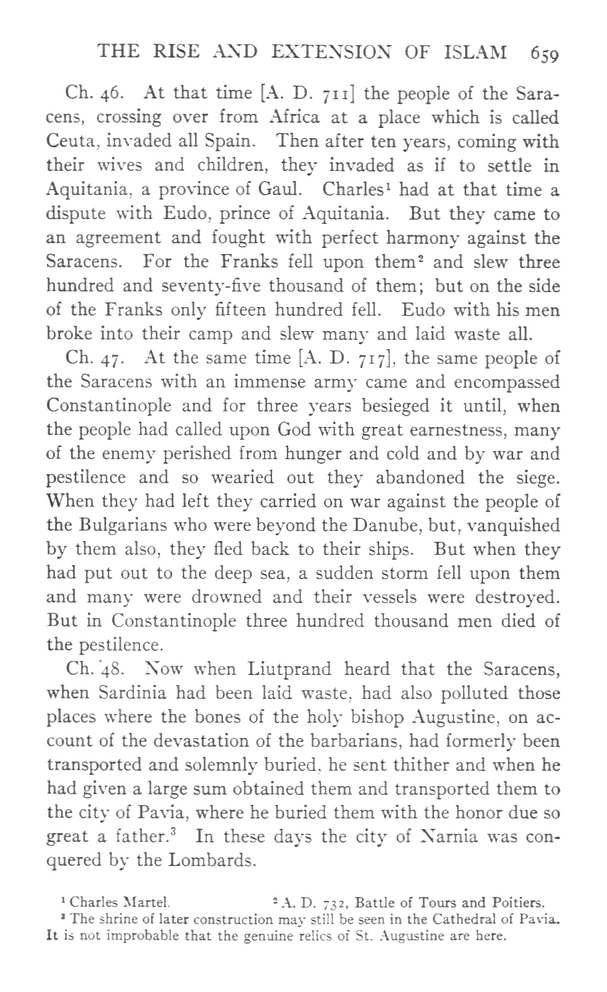 THE RISE AND EXTENSION OF ISLAM 659
Ch. 46. At that time [A. D. 711] the people of the Sara-
cens, crossing over from Africa at a place which is called
Ceuta, invaded all Spain. Then after ten years, coming with
their wives and children, they invaded as if to settle in
Aquitania, a province of Gaul. Charles¹ had at that time a
dispute with Eudo, prince of Aquitania. But they came to
an agreement and fought with perfect harmony against the
Saracens. For the Franks fell upon them² and slew three
hundred and seventy-five thousand of them; but on the side
of the Franks only fifteen hundred fell. Eudo with his men
broke into their camp and slew many and laid waste all.
Ch. 47. At the same time [A. D. 717], the same people of
the Saracens with an immense army came and encompassed
Constantinople and for three years besieged it until, when
the people had called upon God with great earnestness, many
of the enemy perished from hunger and cold and by war and
pestilence and so wearied out they abandoned the siege.
When they had left they carried on war against the people of
the Bulgarians who were beyond the Danube, but, vanquished
by them also, they fled back to their ships. But when they
had put out to the deep sea, a sudden storm fell upon them
and many were drowned and their vessels were destroyed.
But in Constantinople three hundred thousand men died of
the pestilence.
Ch. 48. Now when Liutprand heard that the Saracens,
when Sardinia had been laid waste, had also polluted those
places where the bones of the holy bishop Augustine, on ac-
count of the devastation of the barbarians, had formerly been
transported and solemnly buried, he sent thither and when he
had given a large sum obtained them and transported them to
the city of Pavia, where he buried them with the honor due so
great a father.³ In these days the city of Narnia was con-
quered by the Lombards.
¹ Charles Martel. ² A. D. 732, Battle of Tours and Poitiers.
³ The shrine of later construction may still be seen in the Cathedral of Pavia.
It is not improbable that the genuine relics of St. Augustine are here.